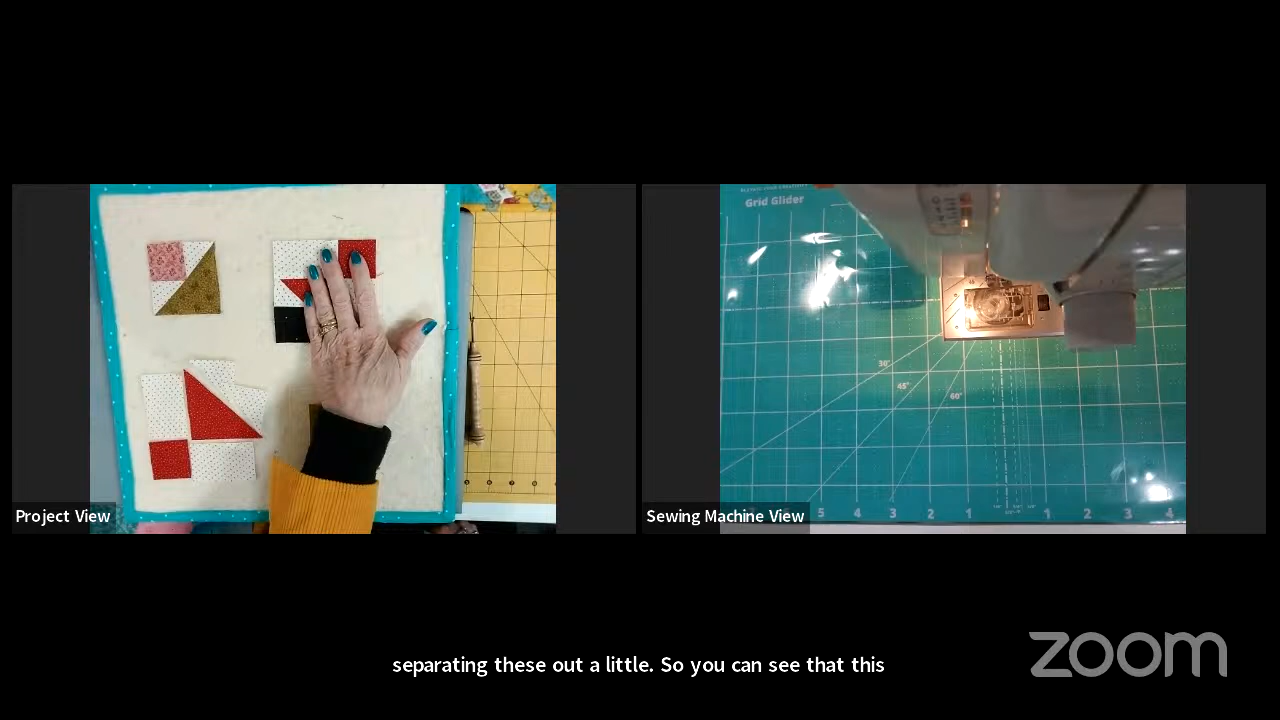 Grid Glider
30°
45°
60°
5 4 3 2 1 1 2 3 4
Project View
Sewing Machine View
separating these out a little. So you can see that this
zoom